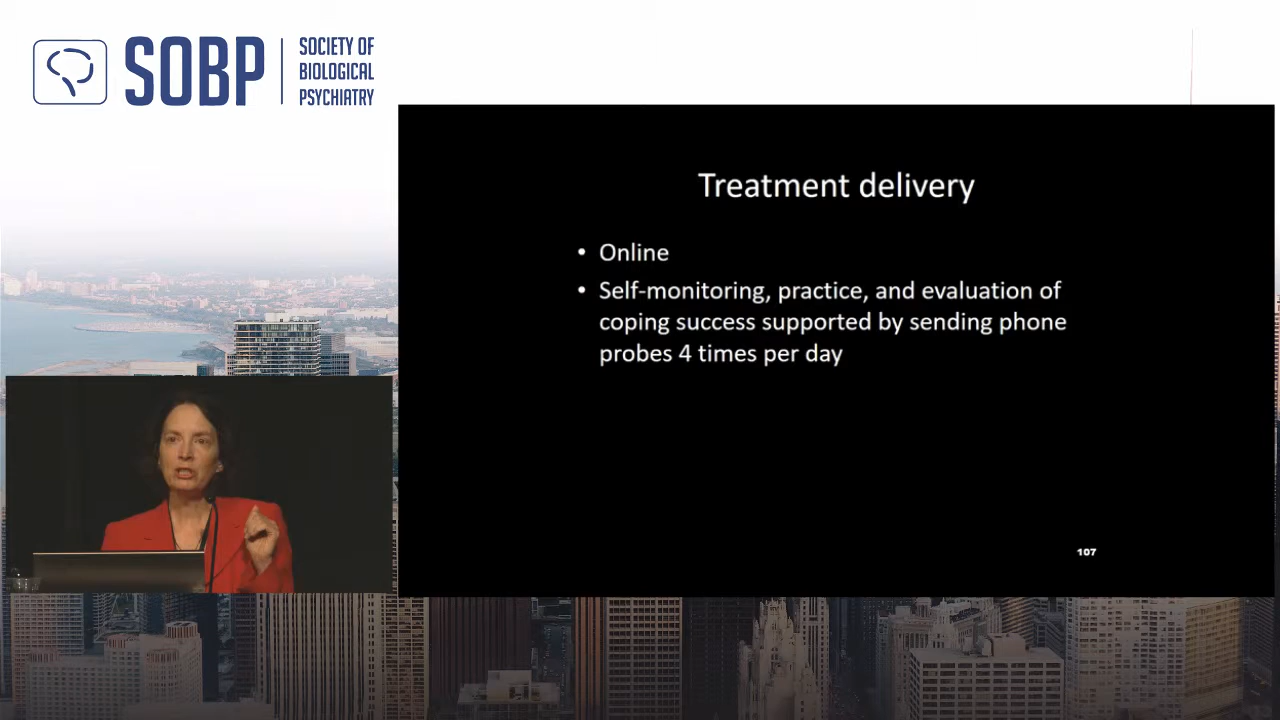 SOBP
SOCIETY OF
BIOLOGICAL
PSYCHIATRY
Treatment delivery
• Online
• Self-monitoring, practice, and evaluation of
coping success supported by sending phone
probes 4 times per day
107